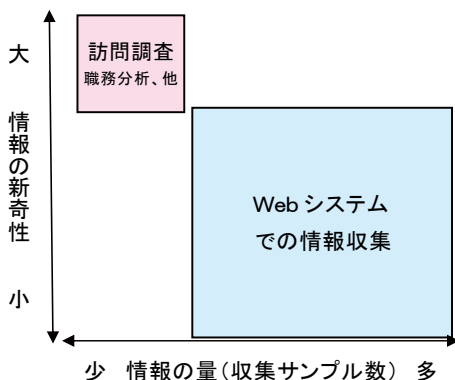 大 情報の新奇性 小
訪問調査
職務分析、他
Webシステム
での情報収集
少 情報の量(収集サンプル数) 多